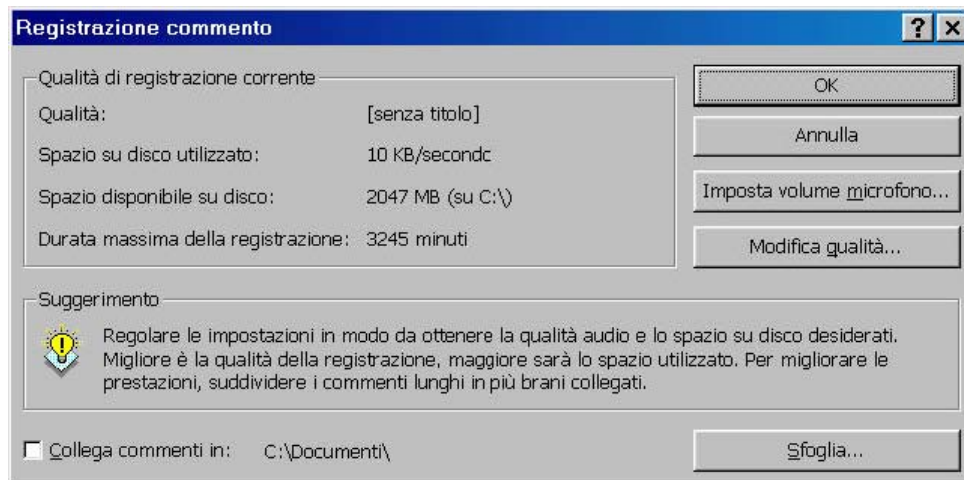 Registrazione commento
Qualità di registrazione corrente
Qualità: [senza titolo]
Spazio su disco utilizzato: 10 KB/secondc
Spazio disponibile su disco: 2047 MB (su C:\)
Durata massima della registrazione: 3245 minuti
OK
Annulla
Imposta volume microfono...
Modifica qualità...
Suggerimento
Regolare le impostazioni in modo da ottenere la qualità audio e lo spazio su disco desiderati.
Migliore è la qualità della registrazione, maggiore sarà lo spazio utilizzato. Per migliorare le
prestazioni, suddividere i commenti lunghi in più brani collegati.
Collega commenti in: C:\Documenti\
Sfoglia...